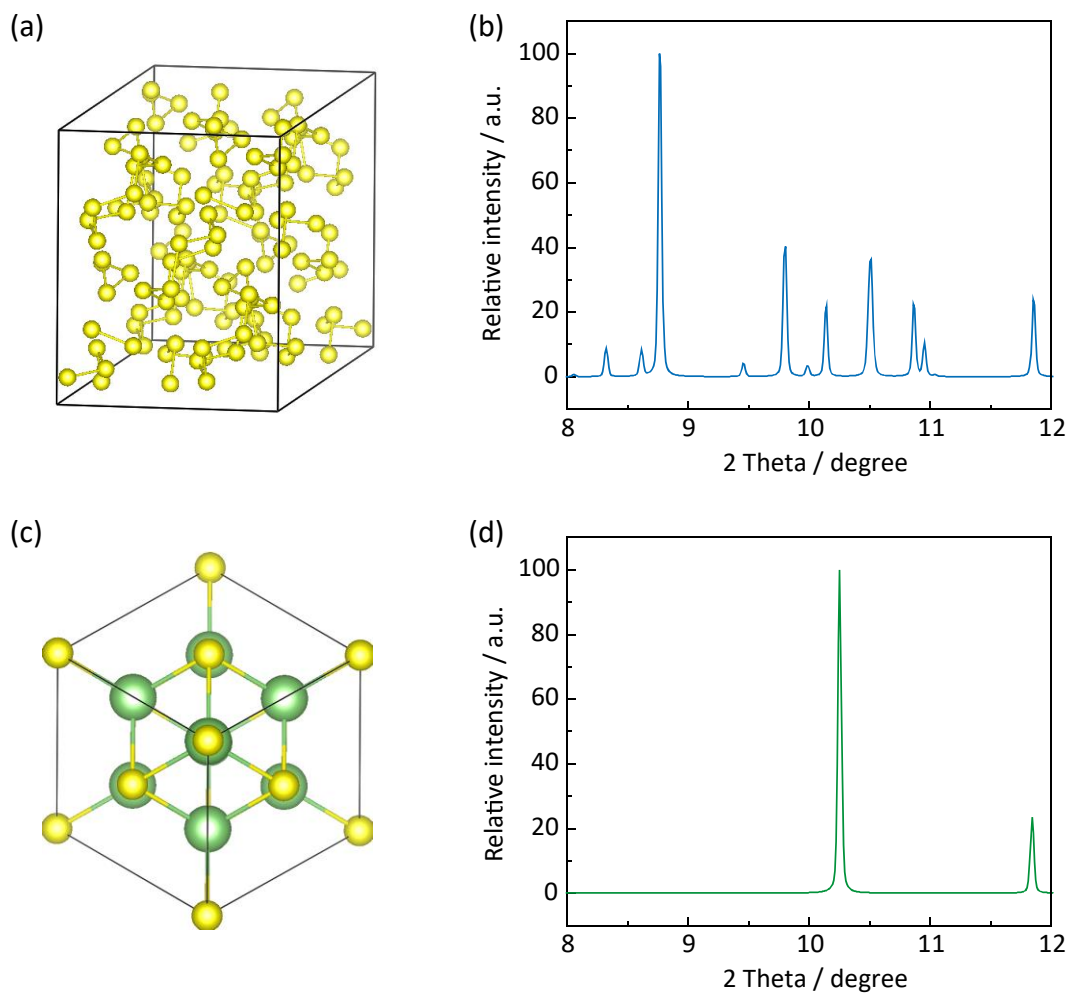 (a)
(b)
100
80
60
40
20
0
Relative intensity / a.u.
8 9 10 11 12
2 Theta / degree
(c)
(d)
100
80
60
40
20
0
Relative intensity / a.u.
8 9 10 11 12
2 Theta / degree